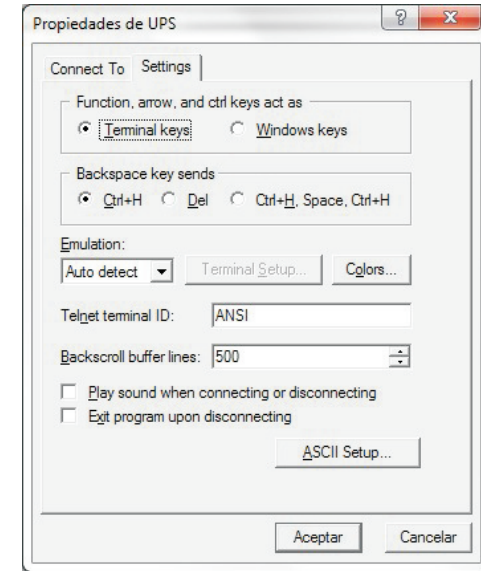 Propiedades de UPS
?
Connect To Settings
Function, arrow, and ctrl keys act as
Terminal keys Windows keys
Backspace key sends
Ctrl+H Del Ctrl+H, Space, Ctrl+H
Emulation:
Auto detect Terminal Setup... Colors...
Telnet terminal ID: ANSI
Backscroll buffer lines: 500
Play sound when connecting or disconnecting
Exit program upon disconnecting
ASCII Setup...
Aceptar Cancelar